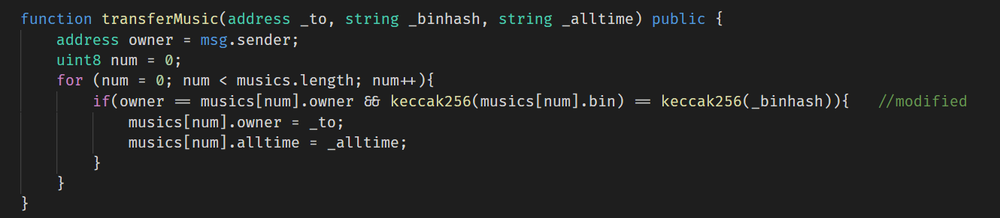 function transferMusic(address _to, string _binhash, string _alltime) public {
    address owner = msg.sender;
    uint8 num = 0;
    for (num = 0; num < musics.length; num++){
        if(owner == musics[num].owner && keccak256(musics[num].bin) == keccak256(_binhash)){   //modified
            musics[num].owner = _to;
            musics[num].alltime = _alltime;
        }
    }
}